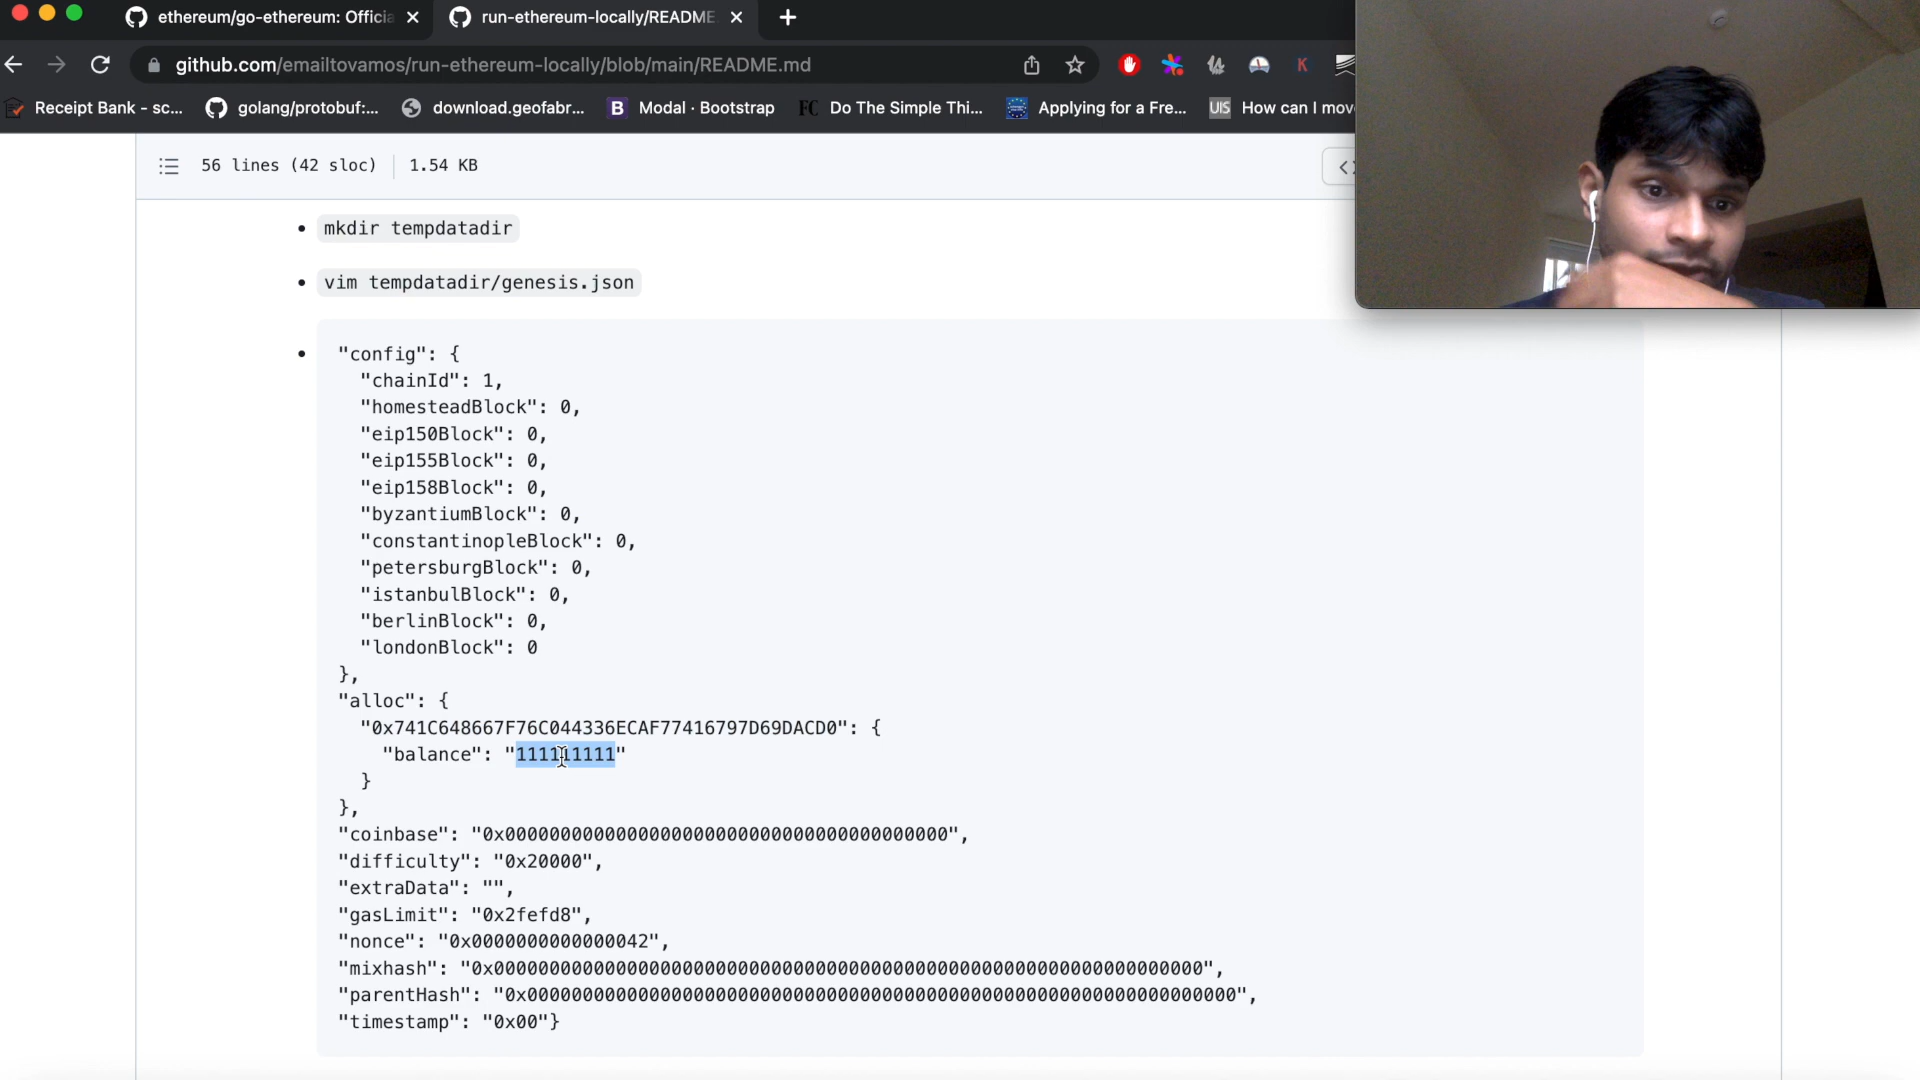 ethereum/go-ethereum: Officia
run-ethereum-locally/README
github.com/emailtovamos/run-ethereum-locally/blob/main/README.md
K
Receipt Bank - sc...
golang/protobuf:...
download.geofabr...
B Modal · Bootstrap
FC Do The Simple Thi...
Applying for a Fre...
UIS How can I mov
56 lines (42 sloc)
1.54 KB
mkdir tempdatadir
vim tempdatadir/genesis.json
"config": {
"chainId": 1,
"homesteadBlock": 0,
"eip150Block": 0,
"eip155Block": 0,
"eip158Block": 0,
"byzantiumBlock": 0,
"constantinopleBlock": 0,
"petersburgBlock": 0,
"istanbulBlock": 0,
"berlinBlock": 0,
"londonBlock": 0
},
"alloc": {
"0x741C648667F76C044336ECAF77416797D69DACD0": {
"balance": "111111111"
}
},
"coinbase": "0x0000000000000000000000000000000000000000",
"difficulty": "0x20000",
"extraData": "",
"gasLimit": "0x2fefd8",
"nonce": "0x0000000000000042",
"mixhash": "0x0000000000000000000000000000000000000000000000000000000000000000",
"parentHash": "0x0000000000000000000000000000000000000000000000000000000000000000",
"timestamp": "0x00"}